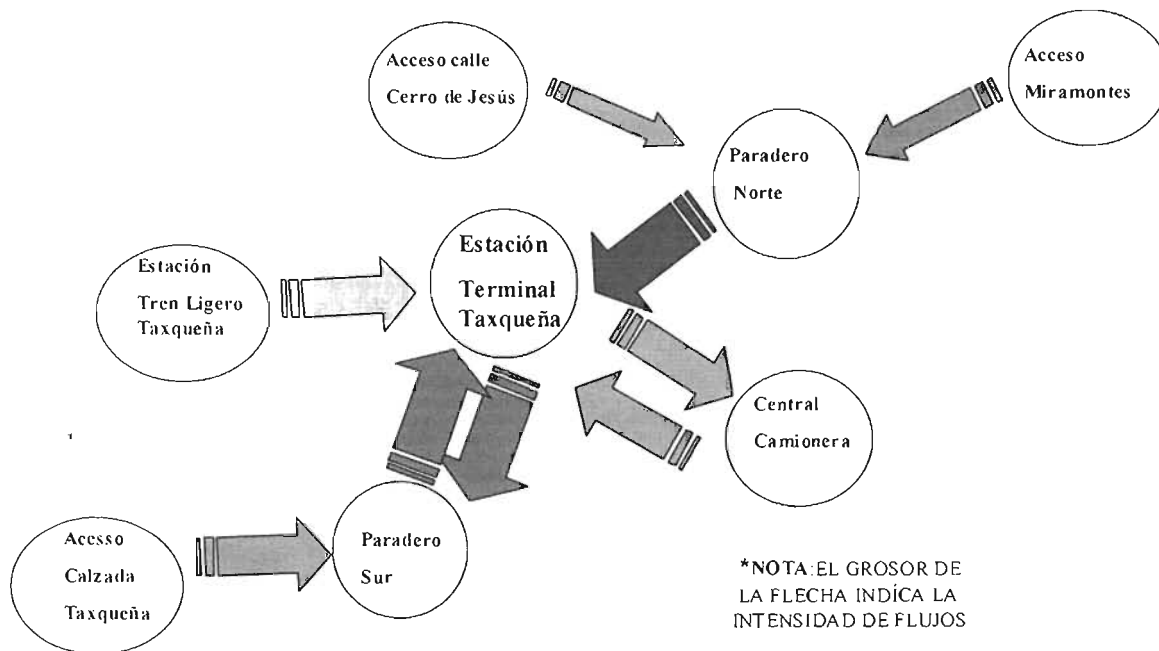 Acceso calle
Cerro de Jesús
Acceso
Miramontes
Paradero
Norte
Estación
Terminal
Taxqueña
Estación
Tren Ligero
Taxqueña
Central
Camionera
Acceso
Calzada
Taxqueña
Paradero
Sur
*NOTA:EL GROSOR DE
LA FLECHA INDÍCA LA
INTENSIDAD DE FLUJOS